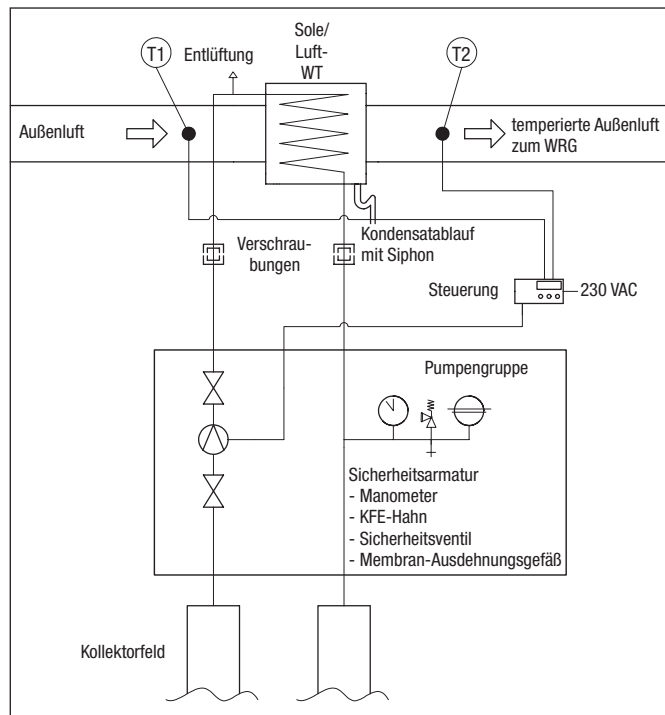 Sole/
Luft-
WT
T1
Entlüftung
T2
Außenluft
temperierte Außenluft
zum WRG
Verschrau-
bungen
Kondensatablauf
mit Siphon
Steuerung
230 VAC
Pumpengruppe
Sicherheitsarmatur
- Manometer
- KFE-Hahn
- Sicherheitsventil
- Membran-Ausdehnungsgefäß
Kollektorfeld